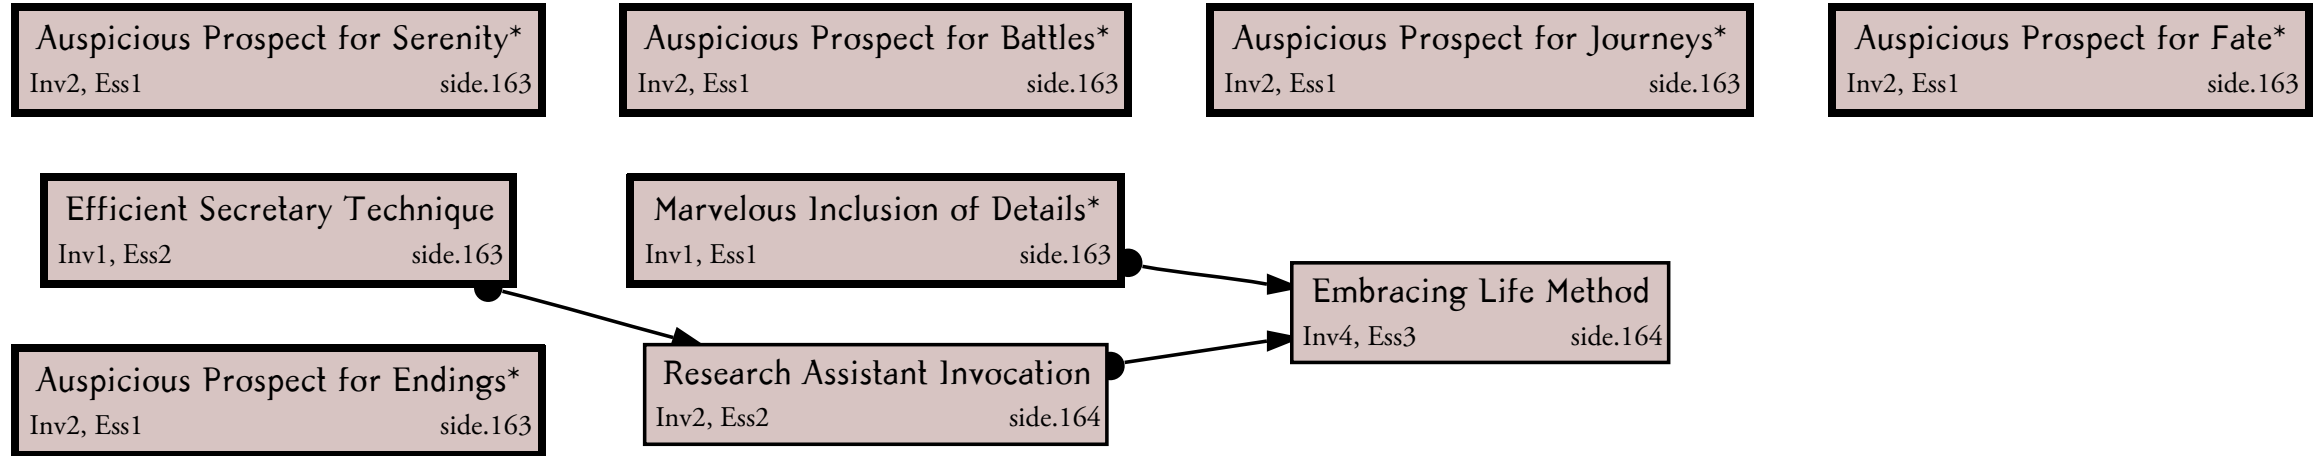 Auspicious Prospect for Serenity*
Inv2, Ess1 side.163
Auspicious Prospect for Battles*
Inv2, Ess1 side.163
Auspicious Prospect for Journeys*
Inv2, Ess1 side.163
Auspicious Prospect for Fate*
Inv2, Ess1 side.163
Efficient Secretary Technique
Inv1, Ess2 side.163
Marvelous Inclusion of Details*
Inv1, Ess1 side.163
Embracing Life Method
Inv4, Ess3 side.164
Auspicious Prospect for Endings*
Inv2, Ess1 side.163
Research Assistant Invocation
Inv2, Ess2 side.164